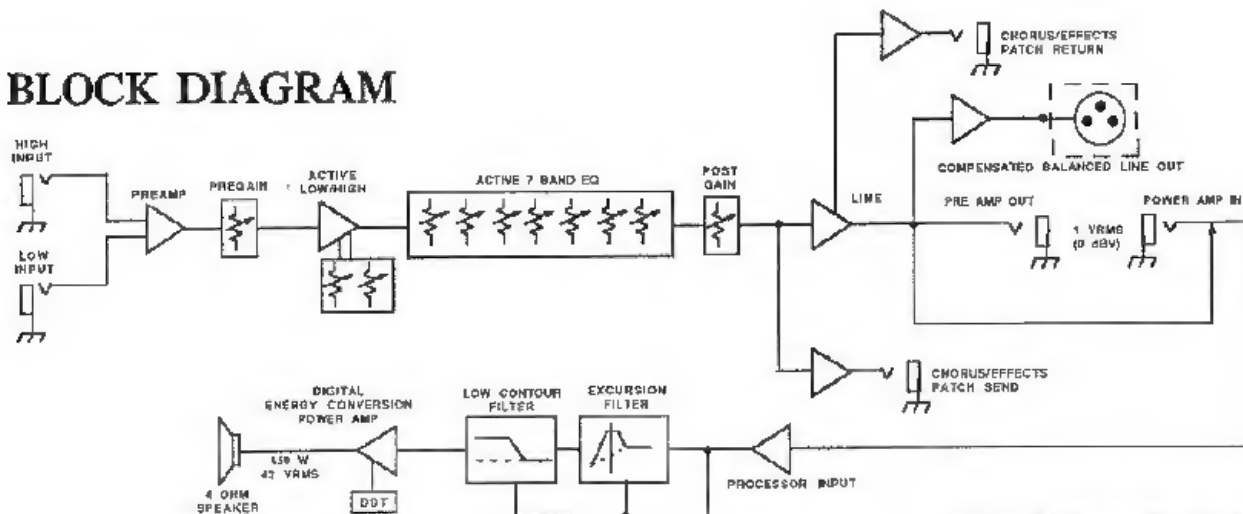 BLOCK DIAGRAM
HIGH
INPUT
LOW
INPUT
PREAMP
PREGAIN
ACTIVE
LOW/HIGH
ACTIVE 7 BAND EQ
POST
GAIN
LINE
CHORUS/EFFECTS
PATCH RETURN
COMPENSATED BALANCED LINE OUT
PRE AMP OUT
1 VRMS
(0 dBV)
POWER AMP IN
CHORUS/EFFECTS
PATCH SEND
DIGITAL
ENERGY CONVERSION
POWER AMP
LOW CONTOUR
FILTER
EXCURSION
FILTER
PROCESSOR INPUT
W
VRMS
DDT
4 OHM
SPEAKER